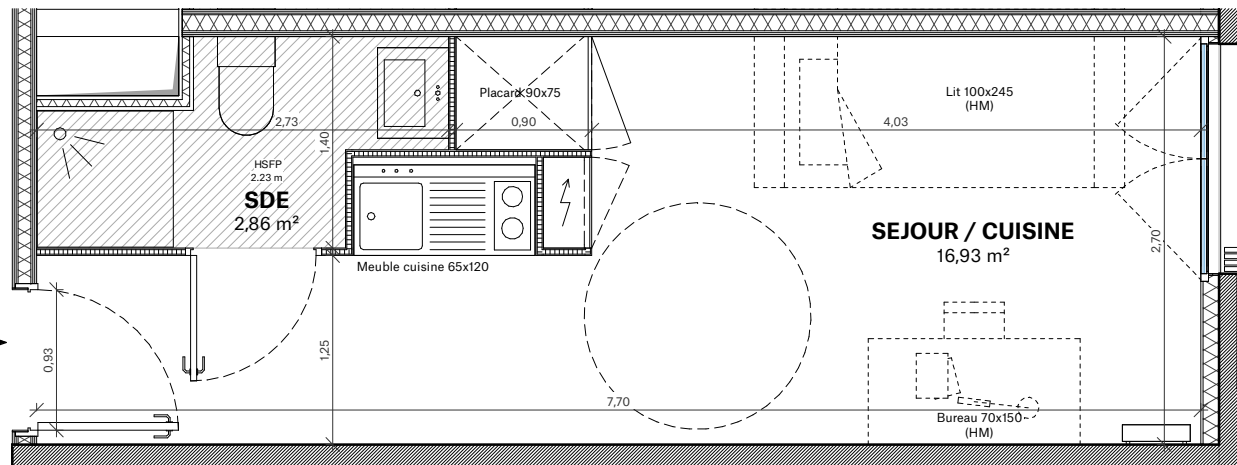 Placard 90x75
Lit 100x245
(HM)
2,73
0,90
4,03
1,40
HSFP
2.23 m
SDE
2,86 m²
SEJOUR / CUISINE
16,93 m²
2,70
Meuble cuisine 65x120
0,93
1,25
7,70
Bureau 70x150
(HM)